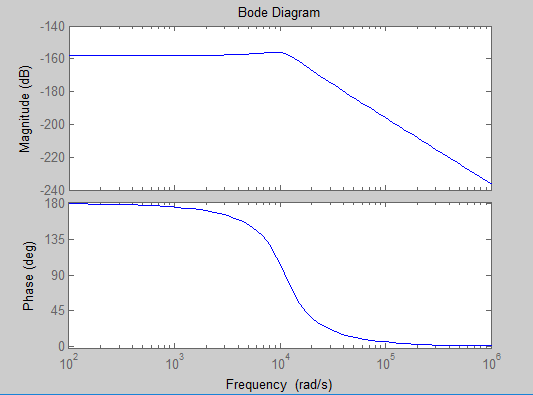 Bode Diagram
Magnitude (dB)
-140
-160
-180
-200
-220
-240
Phase (deg)
180
135
90
45
0
10^2 10^3 10^4 10^5 10^6
Frequency (rad/s)